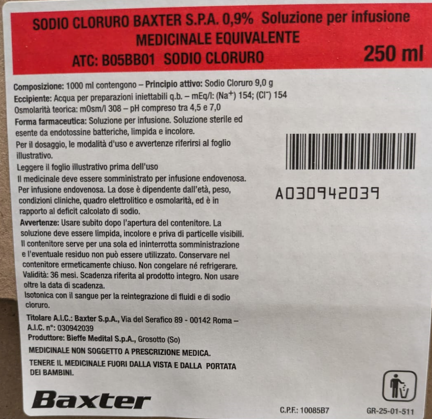 SODIO CLORURO BAXTER S.P.A. 0,9% Soluzione per infusione
MEDICINALE EQUIVALENTE
ATC: B05BB01 SODIO CLORURO 250 ml
Composizione: 1000 ml contengono – Principio attivo: Sodio Cloruro 9,0 g
Eccipiente: Acqua per preparazioni iniettabili q.b. – mEq/l: (Na⁺) 154; (Cl⁻) 154
Osmolarità teorica: mOsm/l 308 – pH compreso tra 4,5 e 7,0
Forma farmaceutica: Soluzione per infusione. Soluzione sterile ed
esente da endotossine batteriche, limpida e incolore.
Per il dosaggio, le modalità d'uso e avvertenze riferirsi al foglio
illustrativo.
Leggere il foglio illustrativo prima dell'uso
Il medicinale deve essere somministrato per infusione endovenosa.
Per infusione endovenosa. La dose è dipendente dall'età, peso,
condizioni cliniche, quadro elettrolitico e osmolarità, ed è in
rapporto al deficit calcolato di sodio.
Avvertenze: Usare subito dopo l'apertura del contenitore. La
soluzione deve essere limpida, incolore e priva di particelle visibili.
Il contenitore serve per una sola ed ininterrotta somministrazione
e l'eventuale residuo non può essere utilizzato. Conservare nel
contenitore ermeticamente chiuso. Non congelare né refrigerare.
Validità: 36 mesi. Scadenza riferita al prodotto integro. Non usare
oltre la data di scadenza.
Isotonica con il sangue per la reintegrazione di fluidi e di sodio
cloruro.
A030942039
Titolare A.I.C.: Baxter S.p.A., Via del Serafico 89 - 00142 Roma –
A.I.C. n°: 030942039
Produttore: Bieffe Medital S.p.A., Grosotto (So)
MEDICINALE NON SOGGETTO A PRESCRIZIONE MEDICA.
TENERE IL MEDICINALE FUORI DALLA VISTA E DALLA PORTATA
DEI BAMBINI.
Baxter
C.P.F.: 10085B7
GR-25-01-511